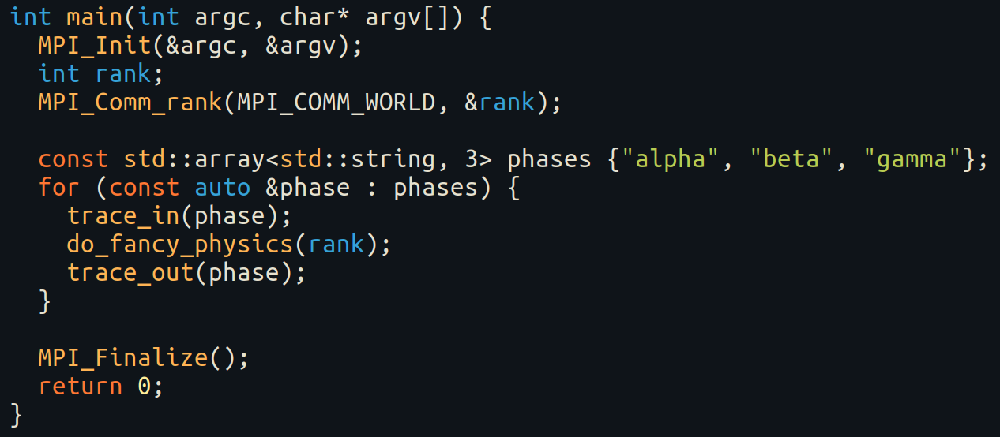 int main(int argc, char* argv[]) {
  MPI_Init(&argc, &argv);
  int rank;
  MPI_Comm_rank(MPI_COMM_WORLD, &rank);

  const std::array<std::string, 3> phases {"alpha", "beta", "gamma"};
  for (const auto &phase : phases) {
    trace_in(phase);
    do_fancy_physics(rank);
    trace_out(phase);
  }

  MPI_Finalize();
  return 0;
}